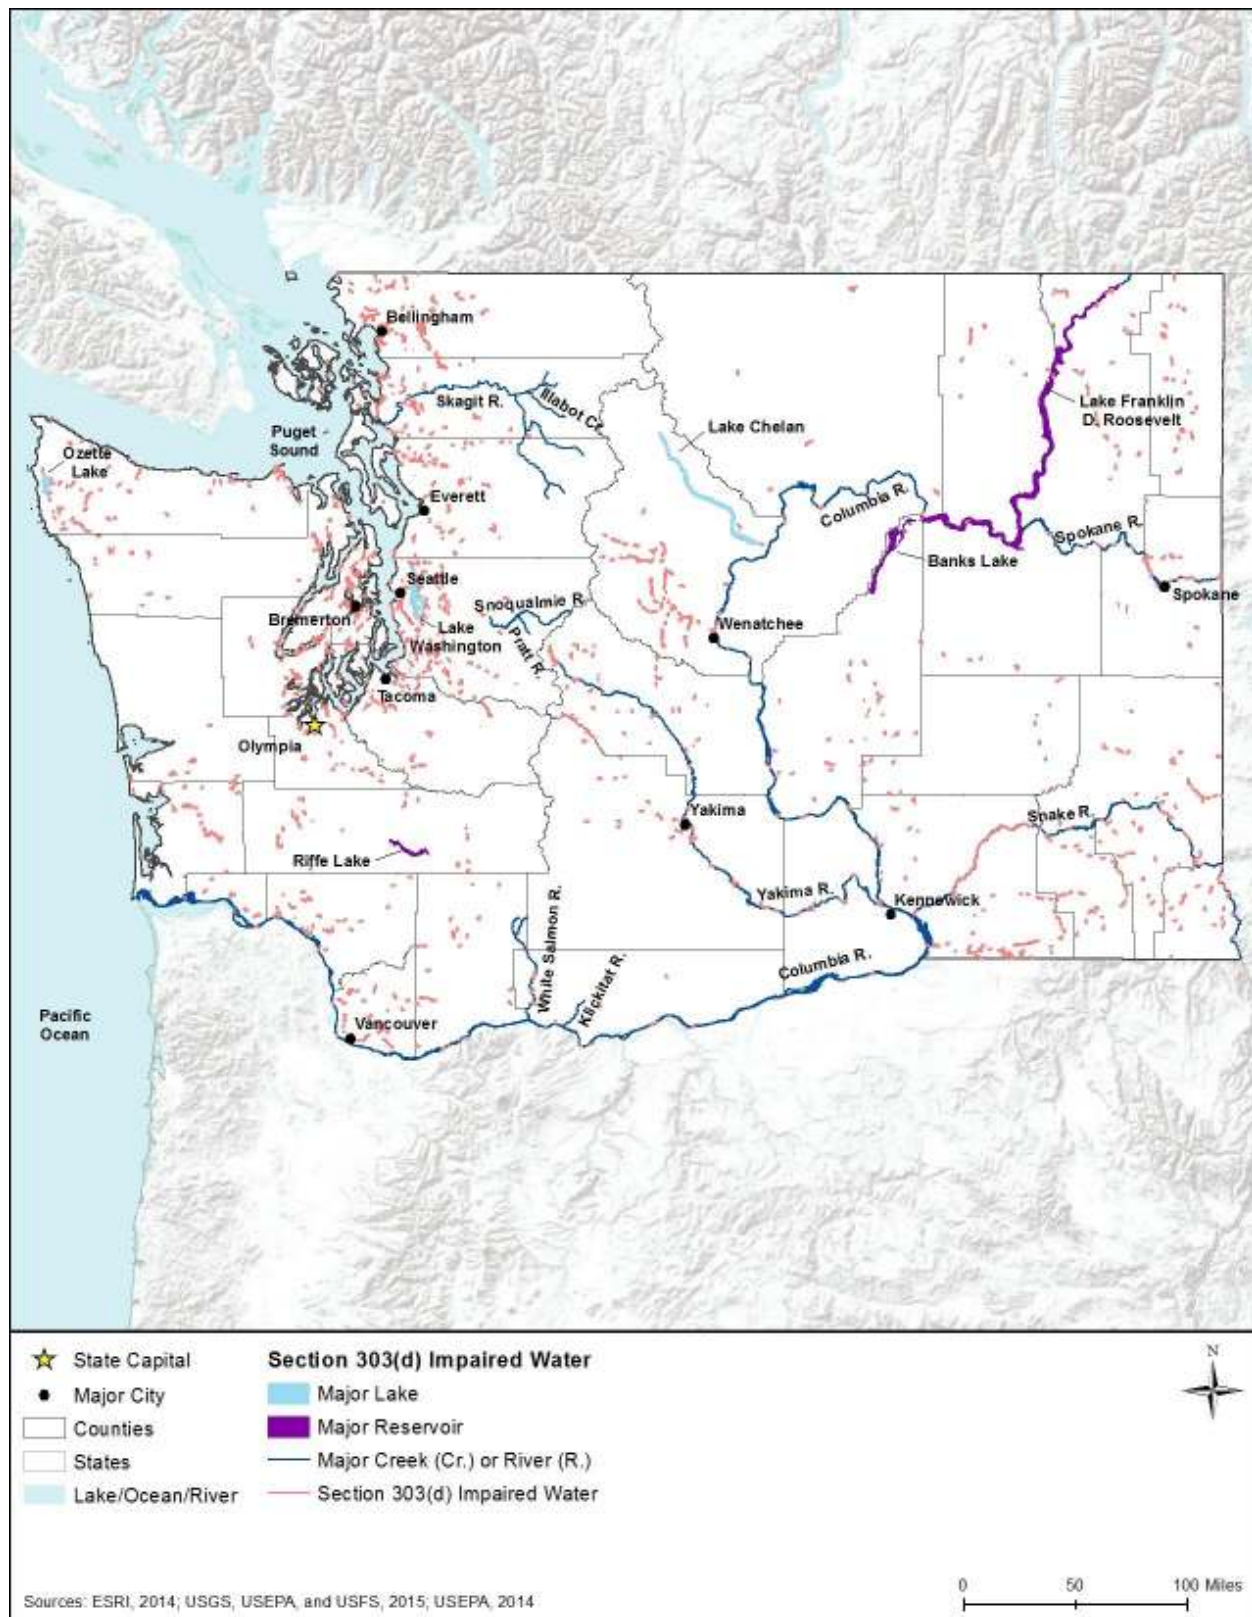 Bellingham
Skagit R.
Illabot Cr.
Lake Chelan
Lake Franklin
D. Roosevelt
Puget
Sound
Ozette
Lake
Everett
Columbia R.
Spokane R.
Banks Lake
Spokane
Seattle
Snoqualmie R.
Bremerton
Lake
Washington
Pratt R.
Wenatchee
Tacoma
Olympia
Yakima
Snake R.
Riffe Lake
Yakima R.
Kennewick
White Salmon R.
Klickitat R.
Columbia R.
Pacific
Ocean
Vancouver
State Capital
Major City
Counties
States
Lake/Ocean/River
Section 303(d) Impaired Water
Major Lake
Major Reservoir
Major Creek (Cr.) or River (R.)
Section 303(d) Impaired Water
N
Sources: ESRI, 2014; USGS, USEPA, and USFS, 2015; USEPA, 2014
0 50 100 Miles